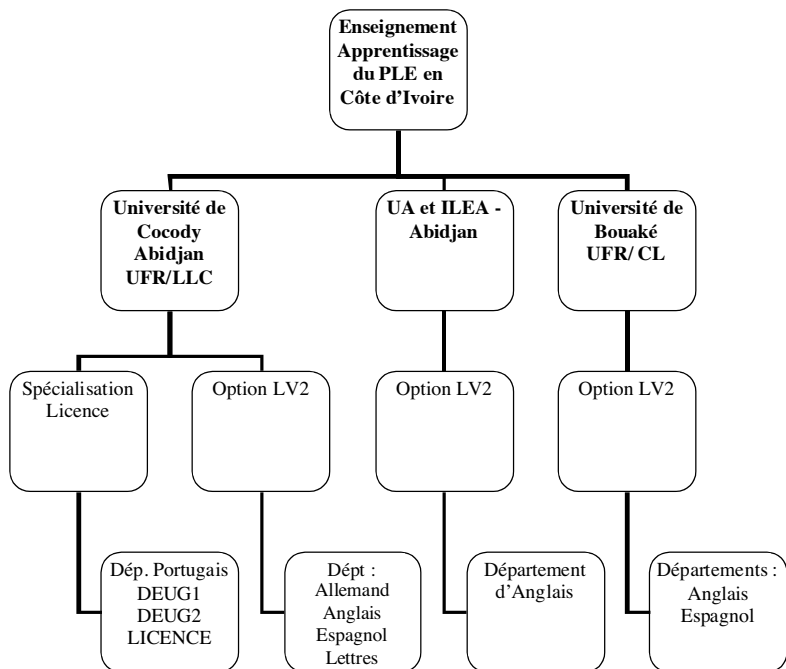 Enseignement
Apprentissage
du PLE en
Côte d'Ivoire
Université de
Cocody
Abidjan
UFR/LLC
UA et ILEA -
Abidjan
Université de
Bouaké
UFR/ CL
Spécialisation
Licence
Option LV2
Option LV2
Option LV2
Dép. Portugais
DEUG1
DEUG2
LICENCE
Dépt :
Allemand
Anglais
Espagnol
Lettres
Département
d’Anglais
Départements :
Anglais
Espagnol